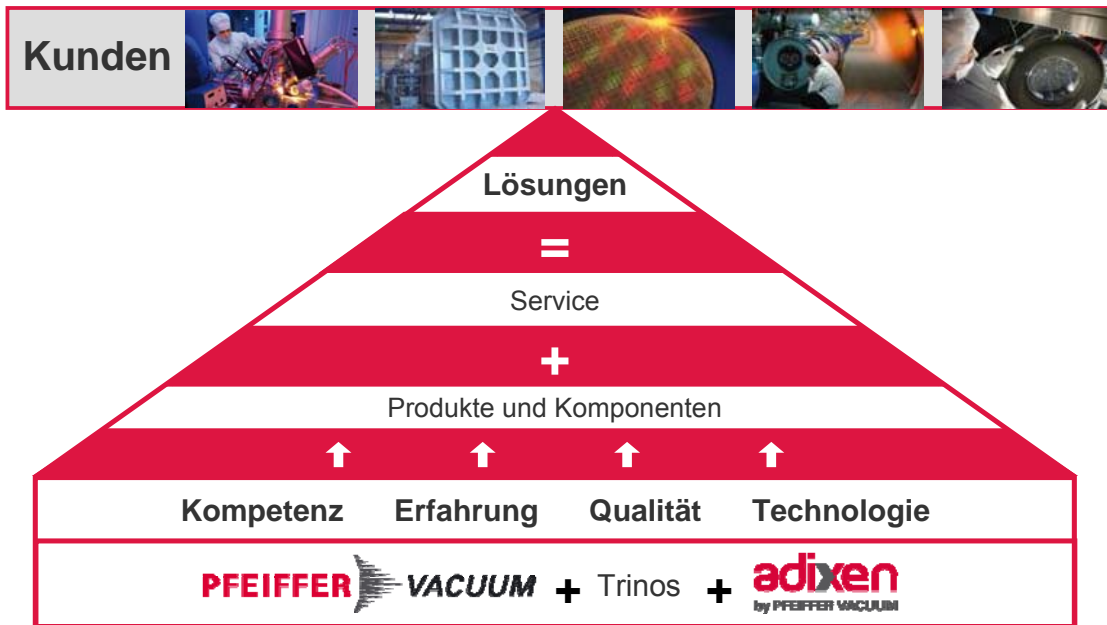 Kunden
Lösungen
=
Service
+
Produkte und Komponenten
Kompetenz Erfahrung Qualität Technologie
PFEIFFER VACUUM + Trinos + adixen
by PFEIFFER VACUUM